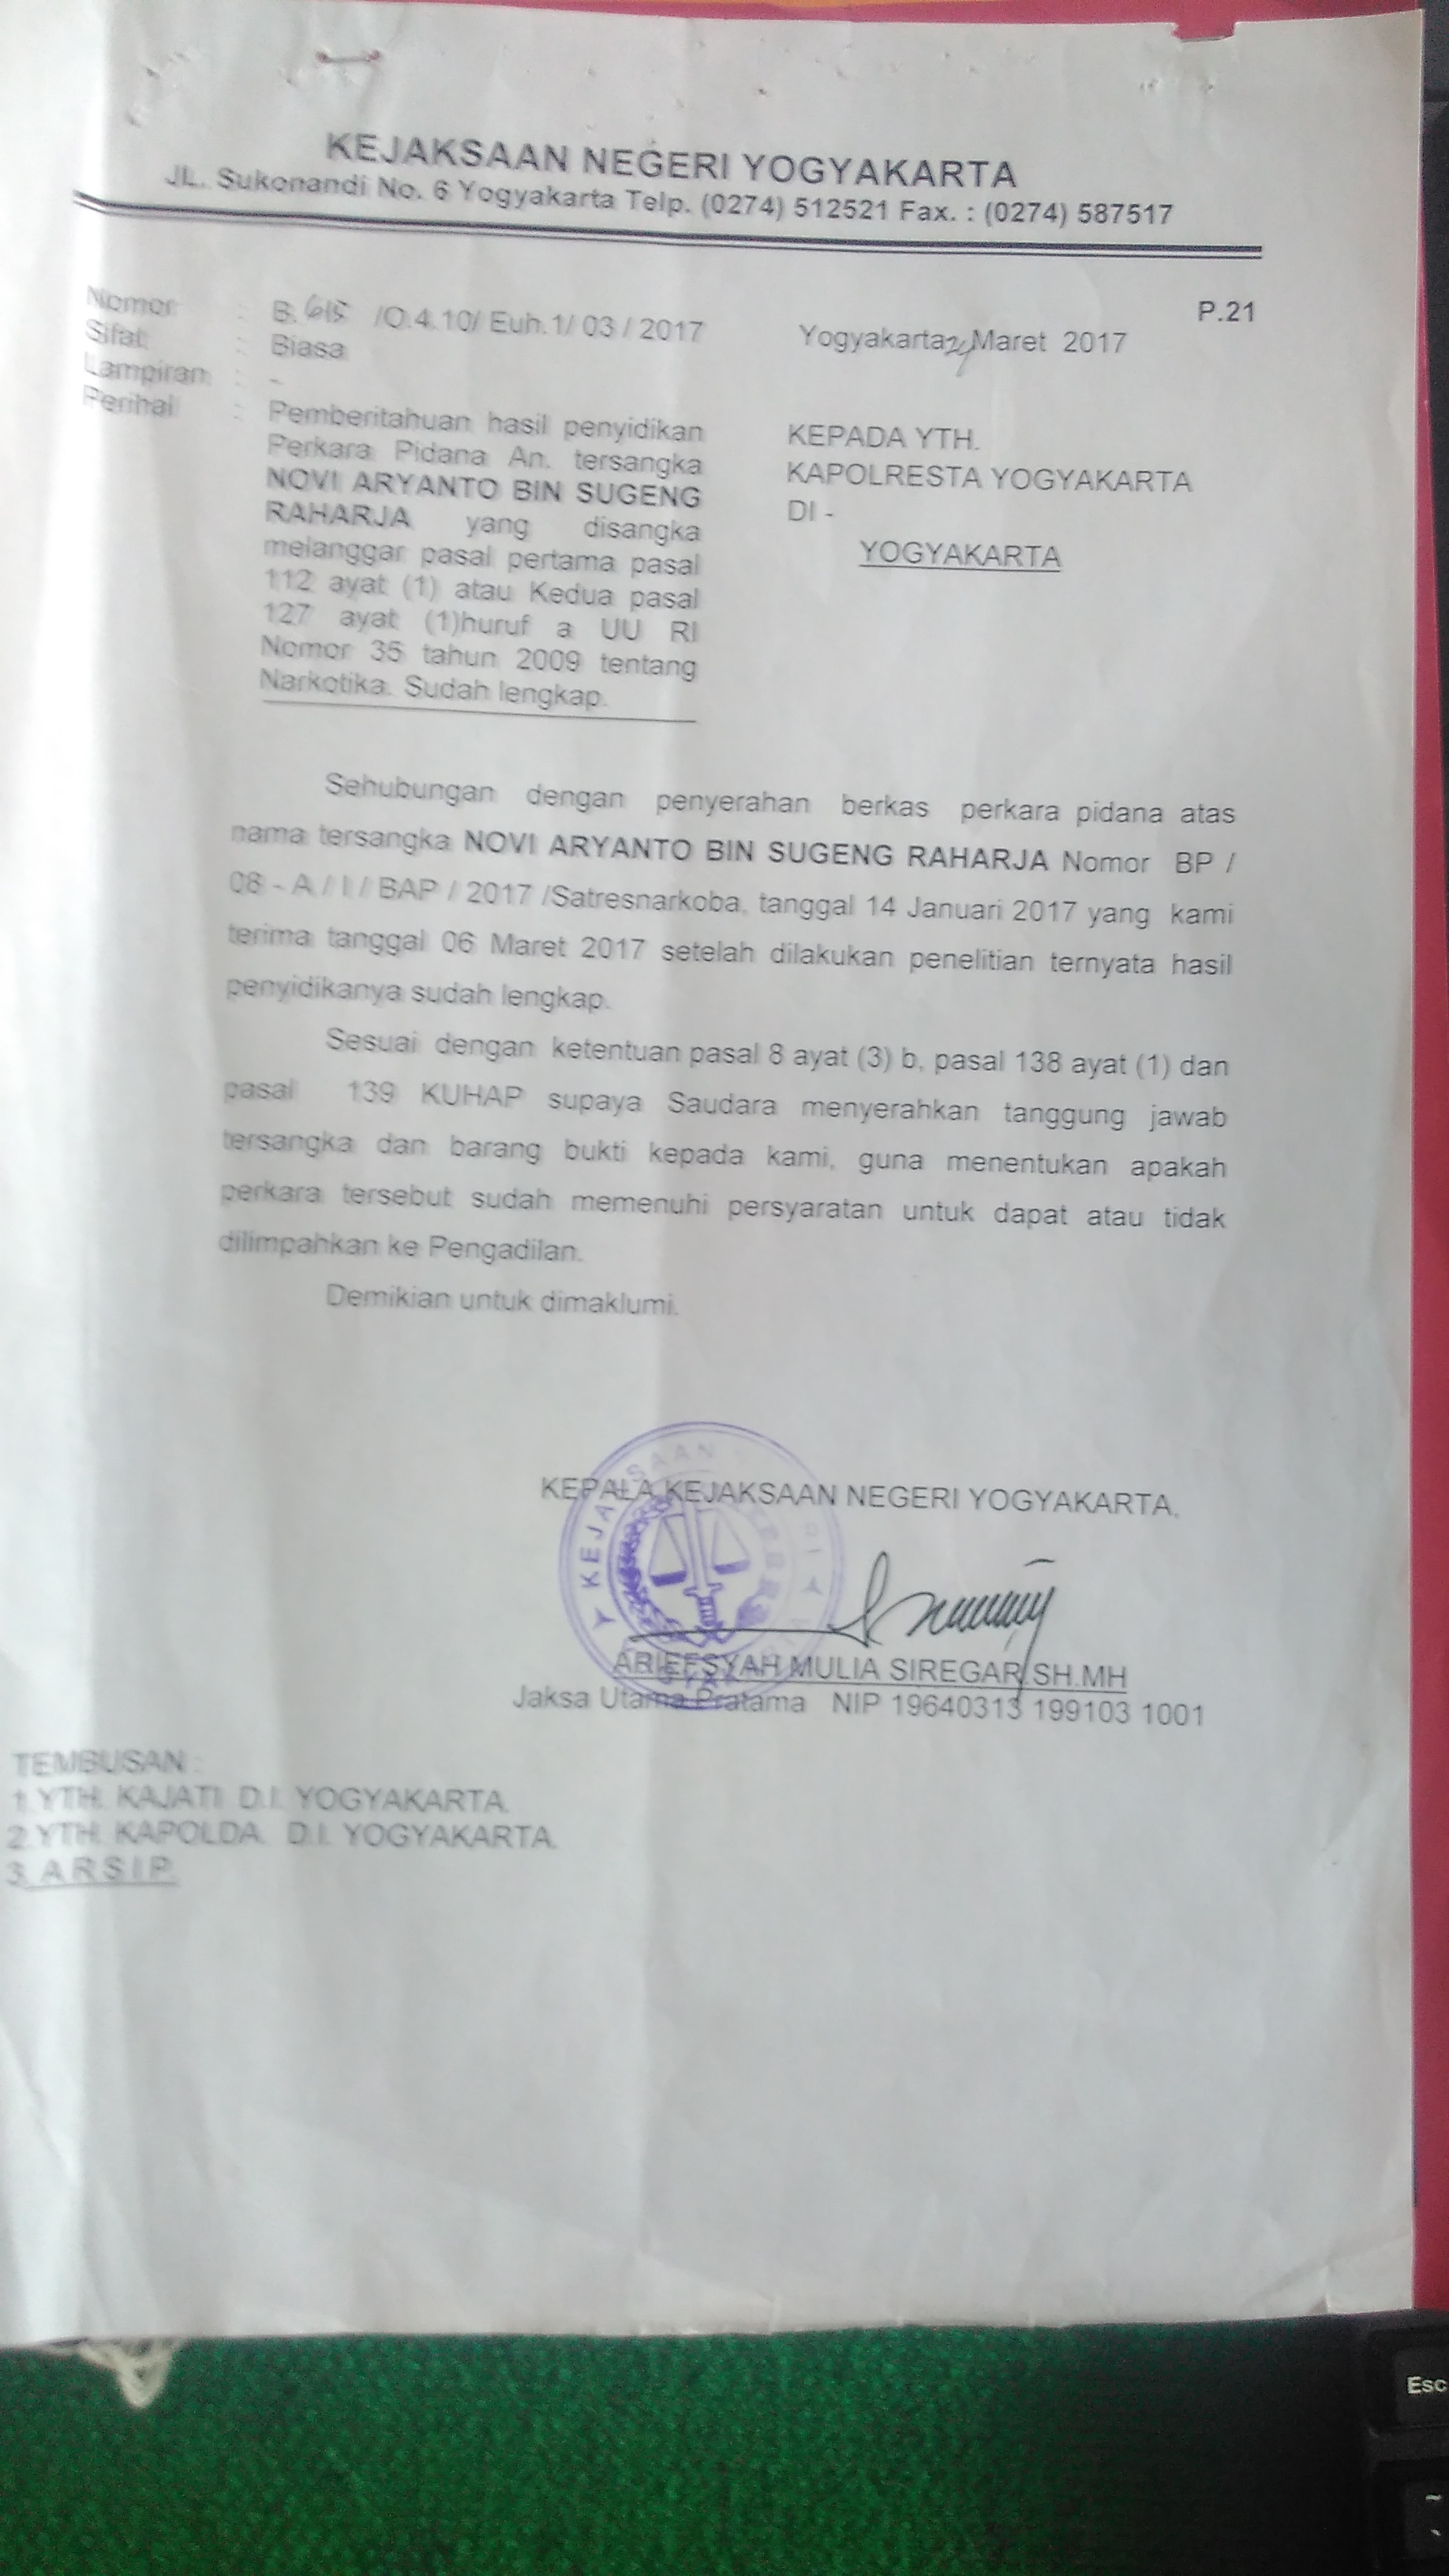 KEJAKSAAN NEGERI YOGYAKARTA
JL. Sukonandi No. 6 Yogyakarta Telp. (0274) 512521 Fax. : (0274) 587517
P.21
Nomor : B. 615 /O.4.10/ Euh.1/ 03 / 2017
Yogyakarta, Maret 2017
Sifat : Biasa
Lampiran : -
Perihal : Pemberitahuan hasil penyidikan
Perkara Pidana An. tersangka
NOVI ARYANTO BIN SUGENG
RAHARJA yang disangka
melanggar pasal pertama pasal
112 ayat (1) atau Kedua pasal
127 ayat (1)huruf a UU RI
Nomor 35 tahun 2009 tentang
Narkotika. Sudah lengkap.
KEPADA YTH.
KAPOLRESTA YOGYAKARTA
DI -
YOGYAKARTA
Sehubungan dengan penyerahan berkas perkara pidana atas
nama tersangka NOVI ARYANTO BIN SUGENG RAHARJA Nomor BP /
08 - A / I / BAP / 2017 /Satresnarkoba, tanggal 14 Januari 2017 yang kami
terima tanggal 06 Maret 2017 setelah dilakukan penelitian ternyata hasil
penyidikanya sudah lengkap.
Sesuai dengan ketentuan pasal 8 ayat (3) b, pasal 138 ayat (1) dan
pasal 139 KUHAP supaya Saudara menyerahkan tanggung jawab
tersangka dan barang bukti kepada kami, guna menentukan apakah
perkara tersebut sudah memenuhi persyaratan untuk dapat atau tidak
dilimpahkan ke Pengadilan.
Demikian untuk dimaklumi.
KEPALA KEJAKSAAN NEGERI YOGYAKARTA,
KEJAKSAAN
ARIEFSYAH MULIA SIREGAR,SH.MH
Jaksa Utama Pratama NIP 19640313 199103 1001
TEMBUSAN :
1.YTH. KAJATI D.I. YOGYAKARTA.
2.YTH. KAPOLDA. D.I. YOGYAKARTA.
3. A R S I P.
Esc
~